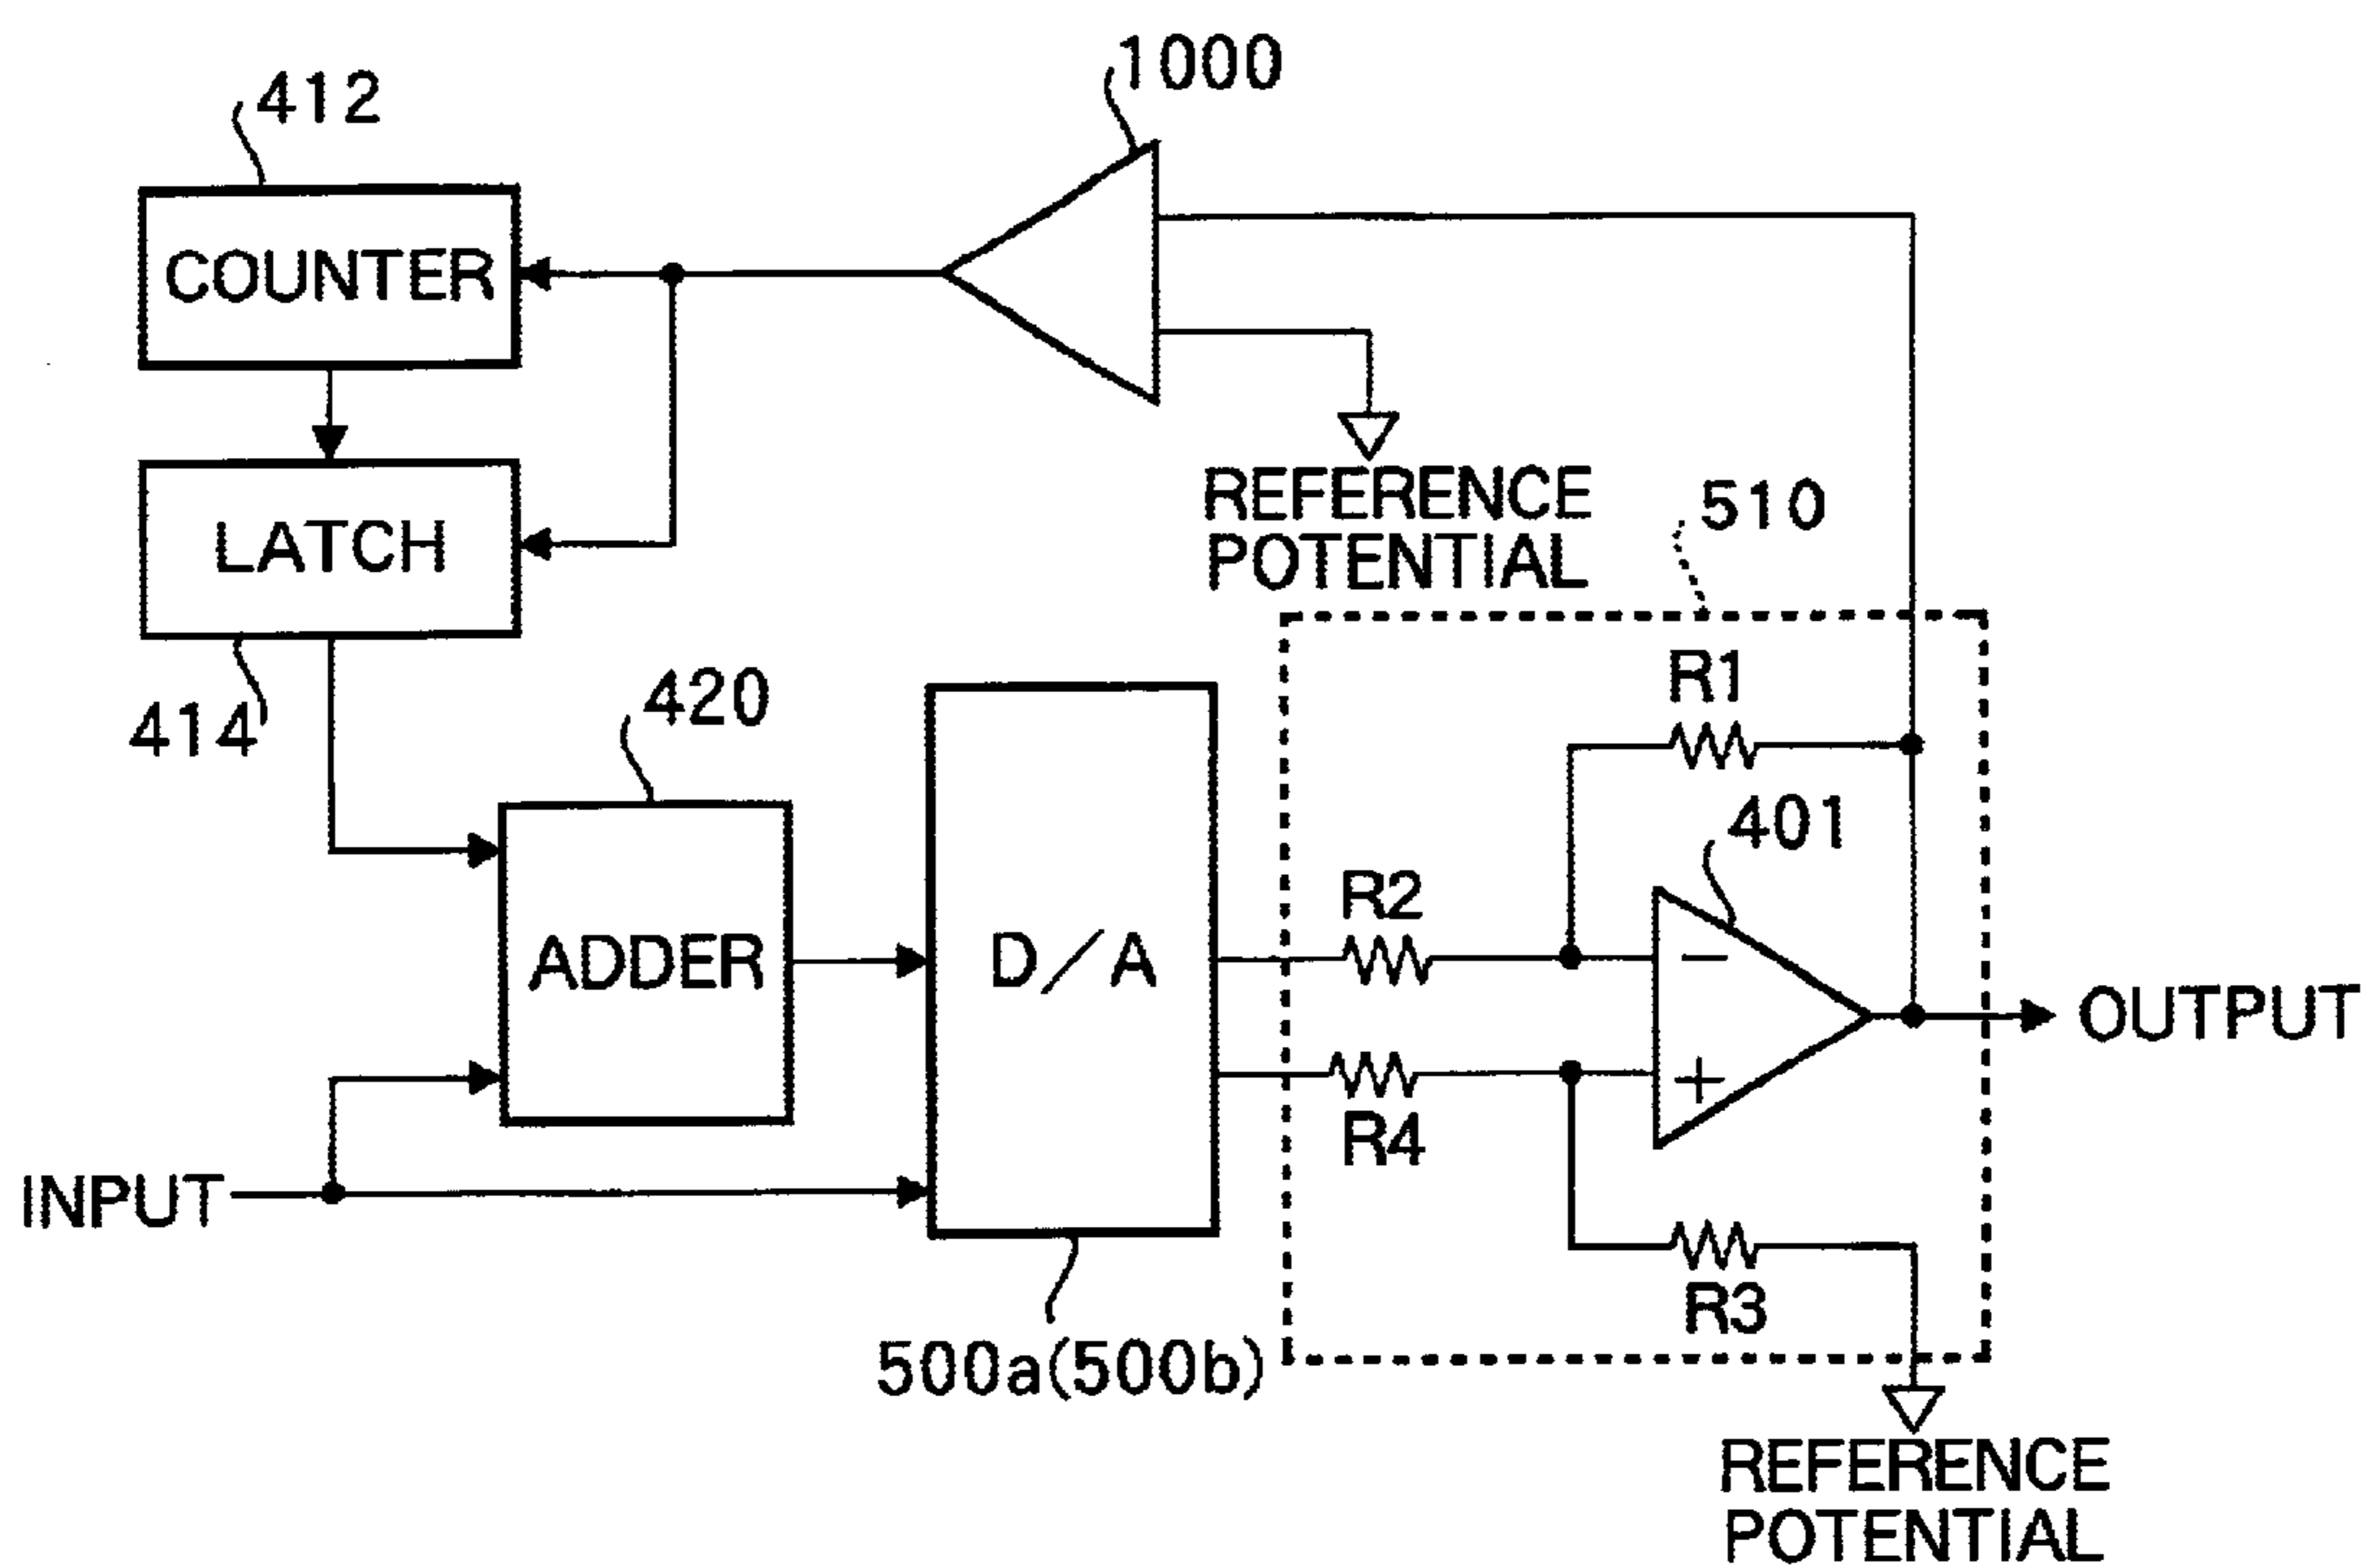 1000
412
COUNTER
REFERENCE
POTENTIAL
510
LATCH
R1
414
420
401
R2
ADDER
D/A
−
OUTPUT
+
R4
INPUT
R3
500a(500b)
REFERENCE
POTENTIAL